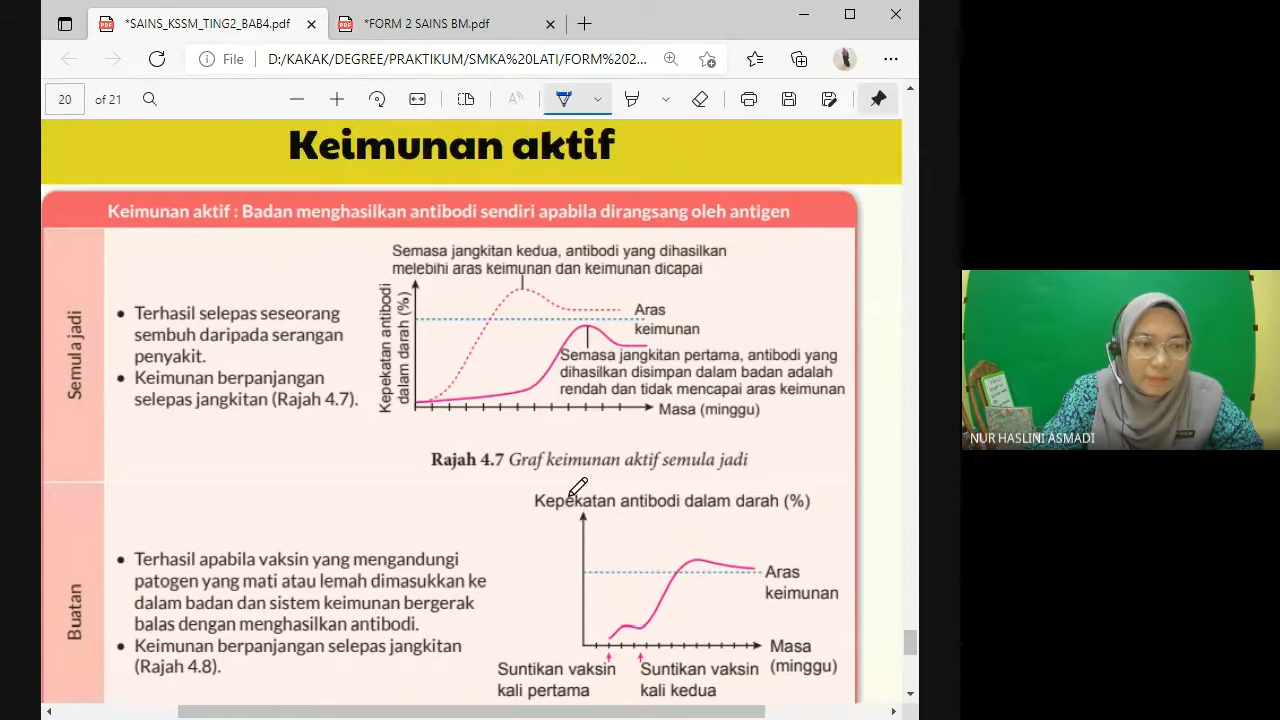 *SAINS_KSSM_TING2_BAB4.pdf
*FORM 2 SAINS BM.pdf
File
D:/KAKAK/DEGREE/PRAKTIKUM/SMKA%20LATI/FORM%202...
20 of 21
Keimunan aktif
Keimunan aktif : Badan menghasilkan antibodi sendiri apabila dirangsang oleh antigen
Semula jadi
• Terhasil selepas seseorang
sembuh daripada serangan
penyakit.
• Keimunan berpanjangan
selepas jangkitan (Rajah 4.7).
Semasa jangkitan kedua, antibodi yang dihasilkan
melebihi aras keimunan dan keimunan dicapai
Kepekatan antibodi
dalam darah (%)
Aras
keimunan
Semasa jangkitan pertama, antibodi yang
dihasilkan disimpan dalam badan adalah
rendah dan tidak mencapai aras keimunan
Masa (minggu)
Rajah 4.7 Graf keimunan aktif semula jadi
Buatan
• Terhasil apabila vaksin yang mengandungi
patogen yang mati atau lemah dimasukkan ke
dalam badan dan sistem keimunan bergerak
balas dengan menghasilkan antibodi.
• Keimunan berpanjangan selepas jangkitan
(Rajah 4.8).
Kepekatan antibodi dalam darah (%)
Aras
keimunan
Masa
(minggu)
Suntikan vaksin
kali pertama
Suntikan vaksin
kali kedua
NUR HASLINI ASMADI